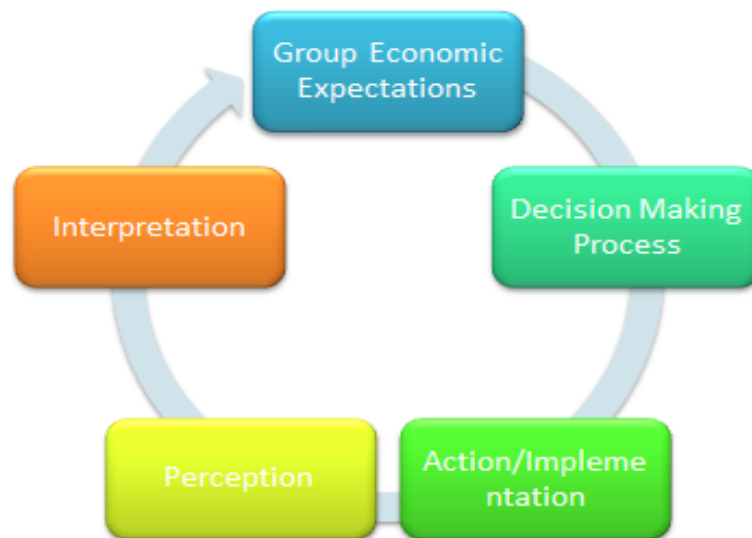 Group Economic
Expectations
Decision Making
Process
Action/Impleme
ntation
Perception
Interpretation